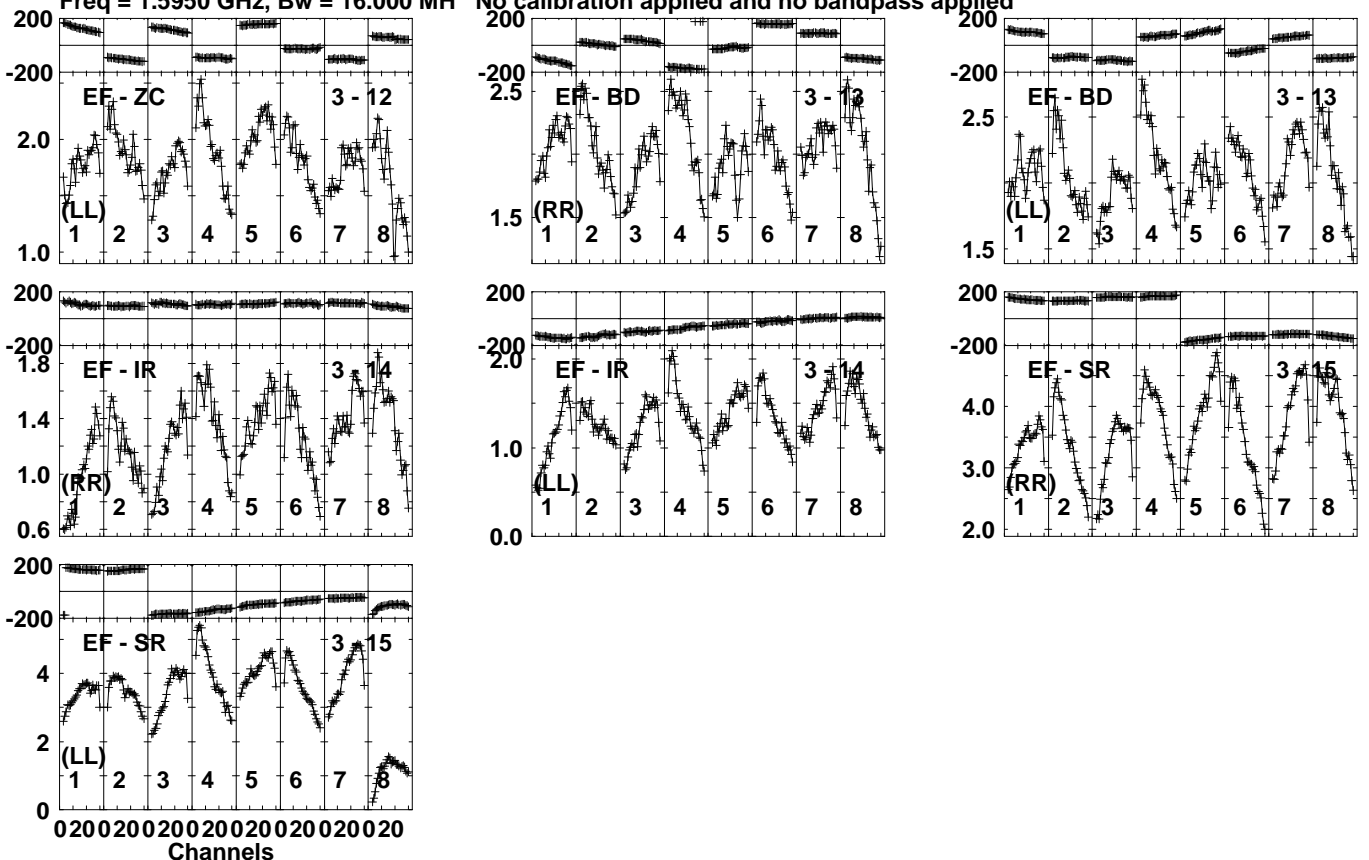 Freq = 1.5950 GHz, Bw = 16.000 MH No calibration applied and no bandpass applied
200
-200
EF - ZC 3 - 12
2.0
(LL)
1 2 3 4 5 6 7 8
1.0
200
-200
2.5
EF - BD 3 - 13
1.5
(RR)
1 2 3 4 5 6 7 8
200
-200
EF - BD 3 - 13
2.5
(LL)
1 2 3 4 5 6 7 8
1.5
200
-200
1.8
EF - IR 3 - 14
1.4
1.0
(RR)
1 2 3 4 5 6 7 8
0.6
200
-200
2.0
EF - IR 3 - 14
1.0
(LL)
1 2 3 4 5 6 7 8
0.0
200
-200
EF - SR 3 - 15
4.0
3.0
(RR)
1 2 3 4 5 6 7 8
2.0
200
-200
EF - SR 3 - 15
4
2
(LL)
1 2 3 4 5 6 7 8
0
0 20 0 20 0 20 0 20 0 20 0 20 0 20 0 20
Channels